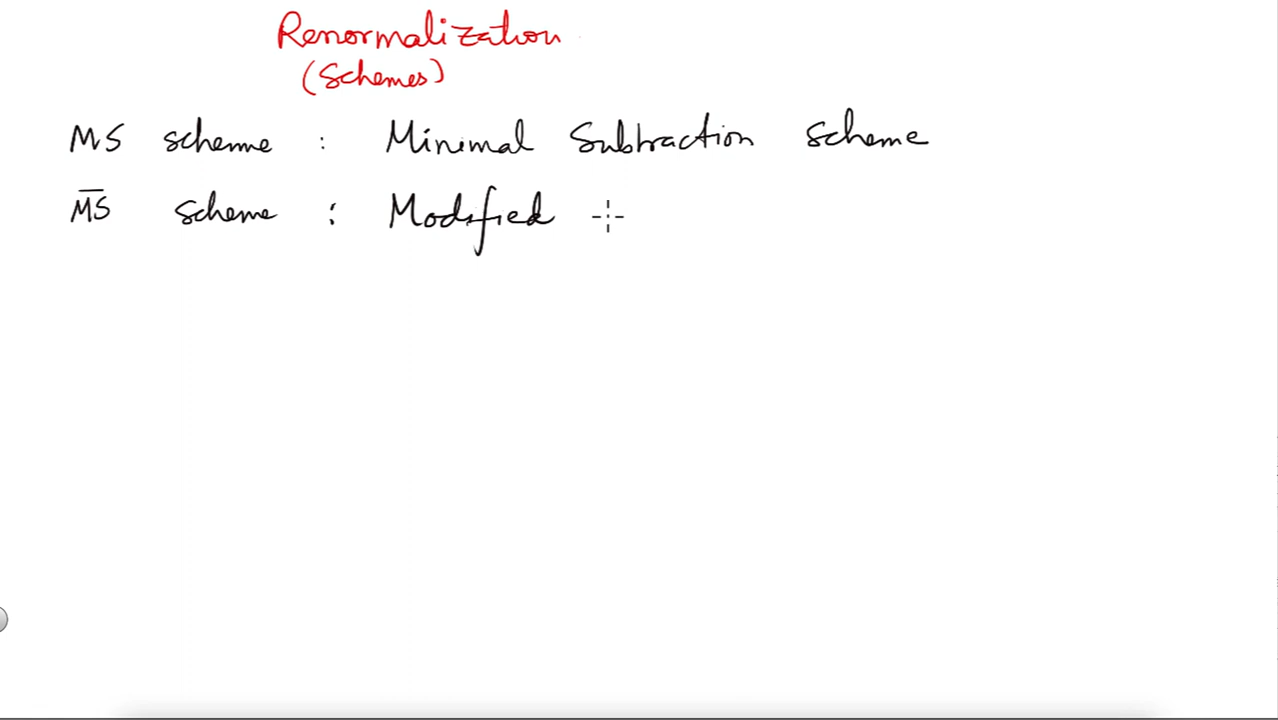 Renormalization
(Schemes)
MS scheme : Minimal Subtraction Scheme
M̅S̅ scheme : Modified